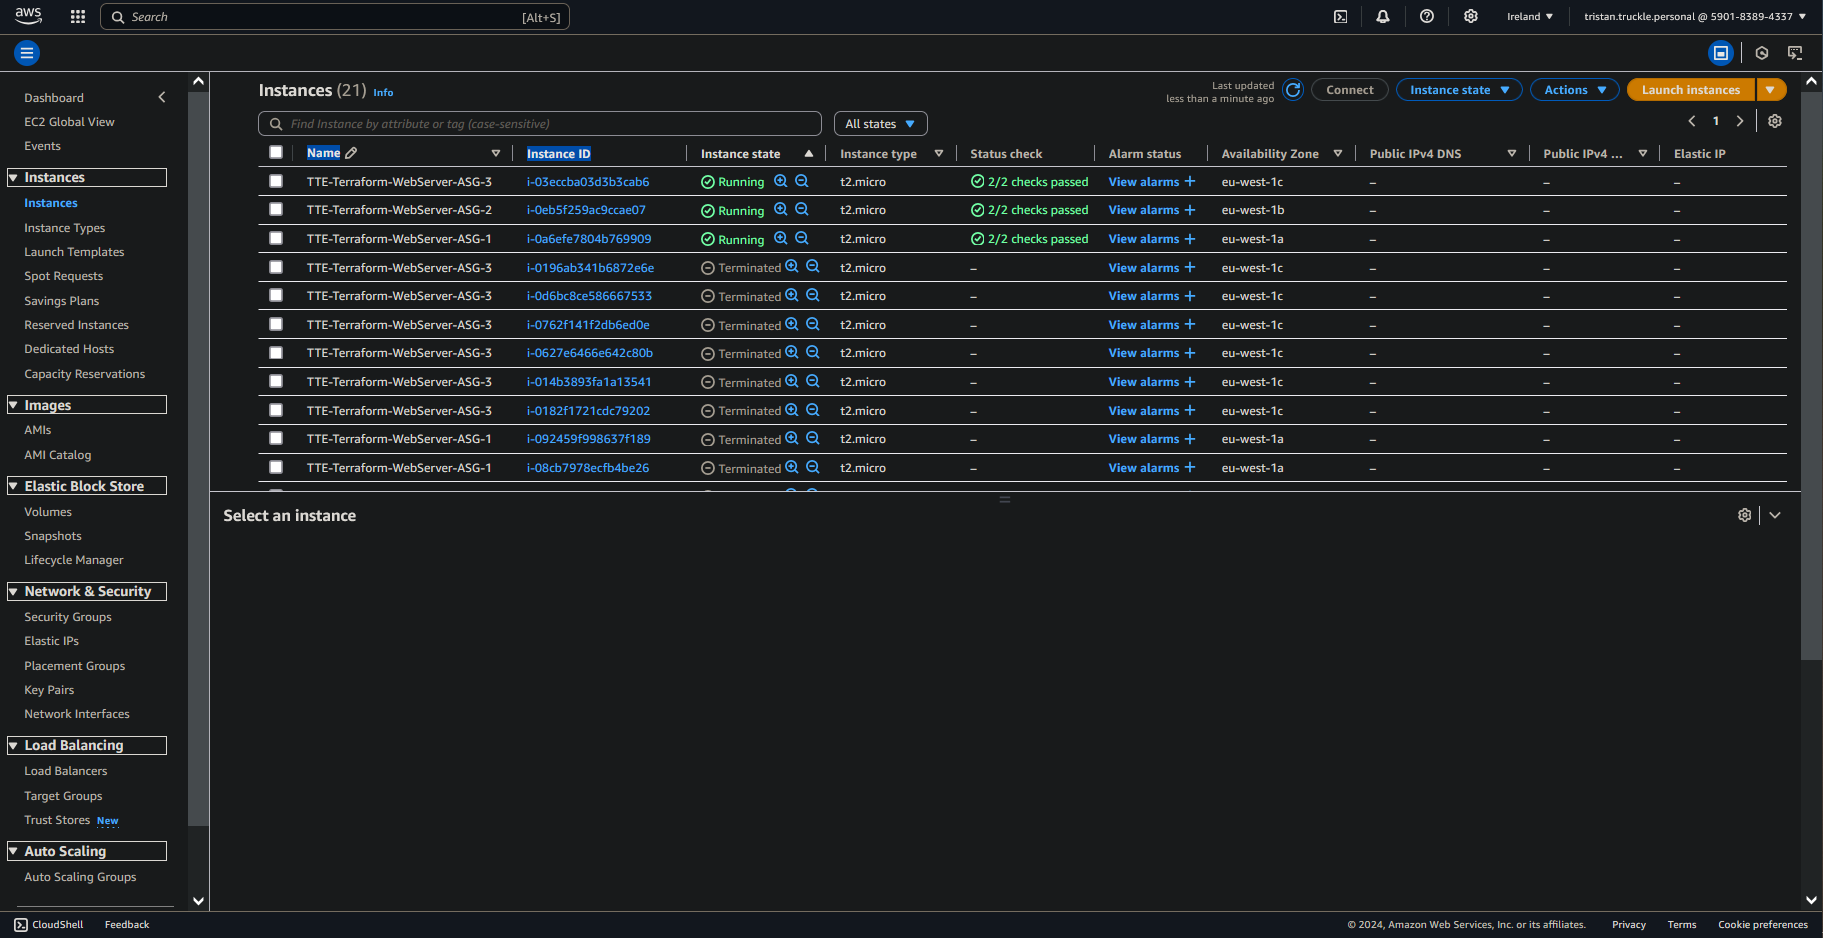 aws
Search
[Alt+S]
Ireland ▼
tristan.truckle.personal @ 5901-8389-4337 ▼
Dashboard
EC2 Global View
Events
Instances
Instances
Instance Types
Launch Templates
Spot Requests
Savings Plans
Reserved Instances
Dedicated Hosts
Capacity Reservations
Images
AMIs
AMI Catalog
Elastic Block Store
Volumes
Snapshots
Lifecycle Manager
Network & Security
Security Groups
Elastic IPs
Placement Groups
Key Pairs
Network Interfaces
Load Balancing
Load Balancers
Target Groups
Trust Stores New
Auto Scaling
Auto Scaling Groups
Instances (21) Info
Last updated
less than a minute ago
Connect
Instance state
Actions
Launch instances
Find Instance by attribute or tag (case-sensitive)
All states
1
Name Instance ID Instance state Instance type Status check Alarm status Availability Zone Public IPv4 DNS Public IPv4 ... Elastic IP
TTE-Terraform-WebServer-ASG-3 i-03eccba03d3b3cab6 Running t2.micro 2/2 checks passed View alarms + eu-west-1c – – –
TTE-Terraform-WebServer-ASG-2 i-0eb5f259ac9ccae07 Running t2.micro 2/2 checks passed View alarms + eu-west-1b – – –
TTE-Terraform-WebServer-ASG-1 i-0a6efe7804b769909 Running t2.micro 2/2 checks passed View alarms + eu-west-1a – – –
TTE-Terraform-WebServer-ASG-3 i-0196ab341b6872e6e Terminated t2.micro – View alarms + eu-west-1c – – –
TTE-Terraform-WebServer-ASG-3 i-0d6bc8ce586667533 Terminated t2.micro – View alarms + eu-west-1c – – –
TTE-Terraform-WebServer-ASG-3 i-0762f141f2db6ed0e Terminated t2.micro – View alarms + eu-west-1c – – –
TTE-Terraform-WebServer-ASG-3 i-0627e6466e642c80b Terminated t2.micro – View alarms + eu-west-1c – – –
TTE-Terraform-WebServer-ASG-3 i-014b3893fa1a13541 Terminated t2.micro – View alarms + eu-west-1c – – –
TTE-Terraform-WebServer-ASG-3 i-0182f1721cdc79202 Terminated t2.micro – View alarms + eu-west-1c – – –
TTE-Terraform-WebServer-ASG-1 i-092459f998637f189 Terminated t2.micro – View alarms + eu-west-1a – – –
TTE-Terraform-WebServer-ASG-1 i-08cb7978ecfb4be26 Terminated t2.micro – View alarms + eu-west-1a – – –
Select an instance
CloudShell
Feedback
© 2024, Amazon Web Services, Inc. or its affiliates.
Privacy
Terms
Cookie preferences